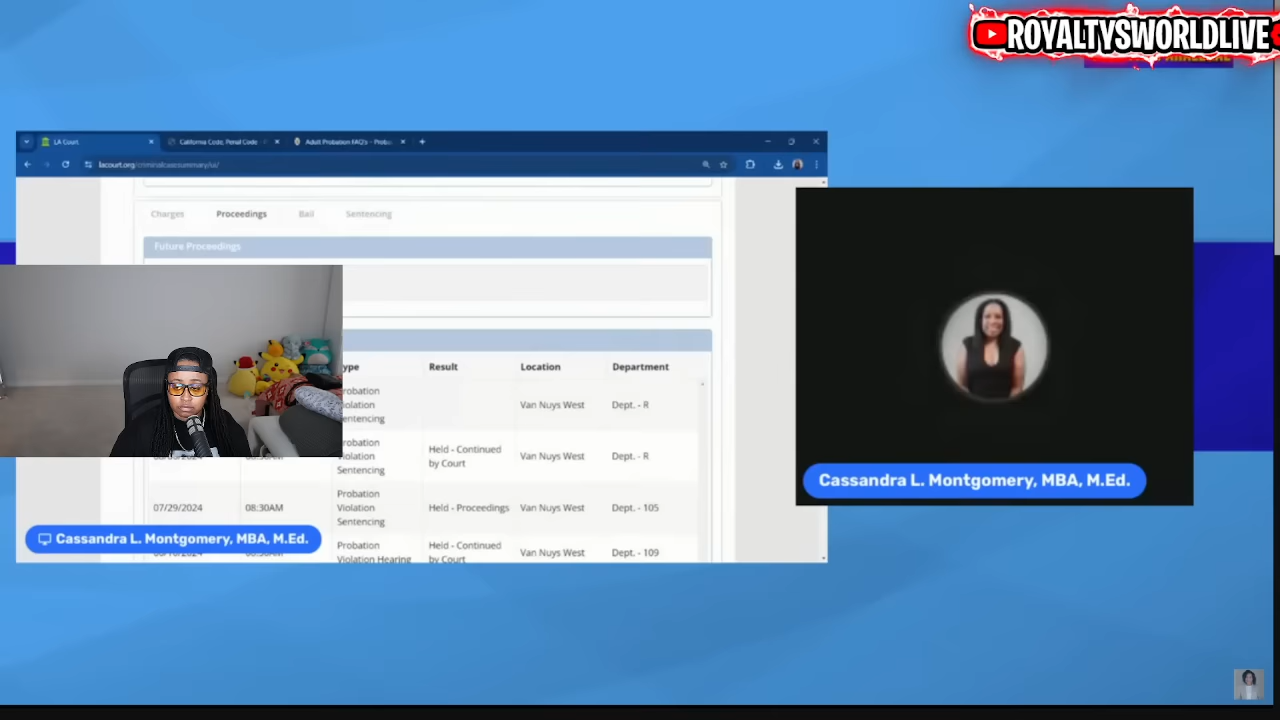 ROYALTYSWORLDLIVE
LA Court
California Code, Penal Code
Adult Probation FAQ's - Proba
lacourt.org/criminalcasesummary/ui/
Charges Proceedings Bail Sentencing
Future Proceedings
ype Result Location Department
robation
iolation Van Nuys West Dept. - R
entencing
robation
iolation Held - Continued by Court Van Nuys West Dept. - R
Sentencing
Probation
07/29/2024 08:30AM Violation Held - Proceedings Van Nuys West Dept. - 105
Sentencing
Probation
Violation Hearing Held - Continued by Court Van Nuys West Dept. - 109
Cassandra L. Montgomery, MBA, M.Ed.
Cassandra L. Montgomery, MBA, M.Ed.